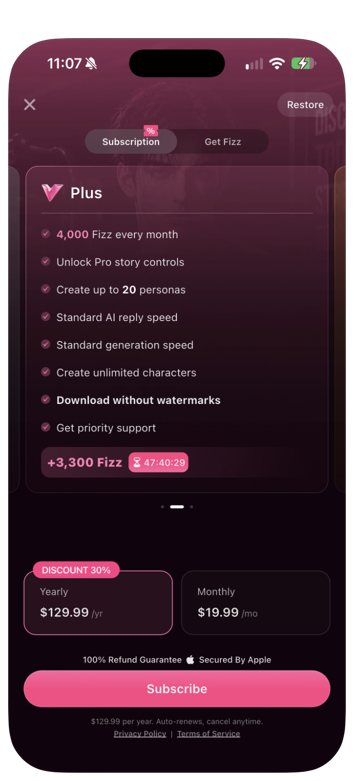 11:07
Restore
%
Subscription
Get Fizz
Plus
4,000 Fizz every month
Unlock Pro story controls
Create up to 20 personas
Standard AI reply speed
Standard generation speed
Create unlimited characters
Download without watermarks
Get priority support
+3,300 Fizz 47:40:29
DISCOUNT 30%
Yearly
$129.99 /yr
Monthly
$19.99 /mo
100% Refund Guarantee Secured By Apple
Subscribe
$129.99 per year. Auto-renews, cancel anytime.
Privacy Policy | Terms of Service